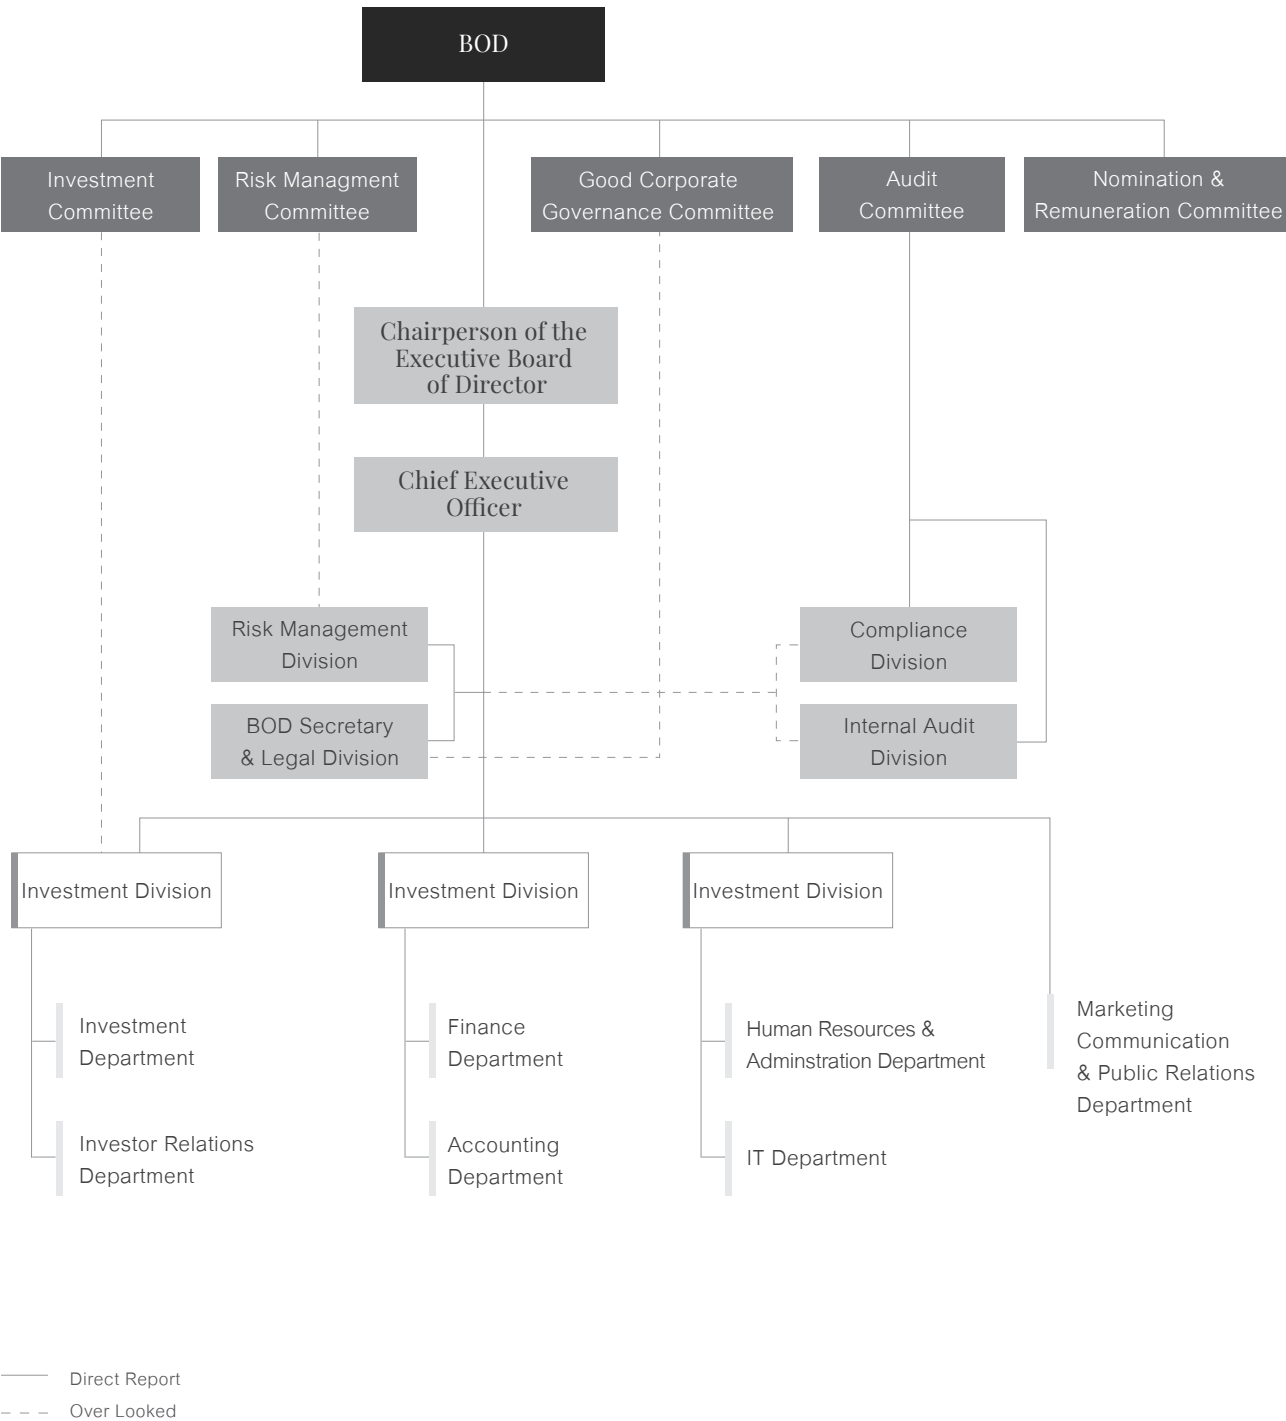 BOD
Investment
Committee
Risk Managment
Committee
Good Corporate
Governance Committee
Audit
Committee
Nomination &
Remuneration Committee
Chairperson of the
Executive Board
of Director
Chief Executive
Officer
Risk Management
Division
Compliance
Division
BOD Secretary
& Legal Division
Internal Audit
Division
Investment Division
Investment Division
Investment Division
Investment
Department
Finance
Department
Human Resources &
Adminstration Department
Marketing
Communication
& Public Relations
Department
Investor Relations
Department
Accounting
Department
IT Department
Direct Report
Over Looked